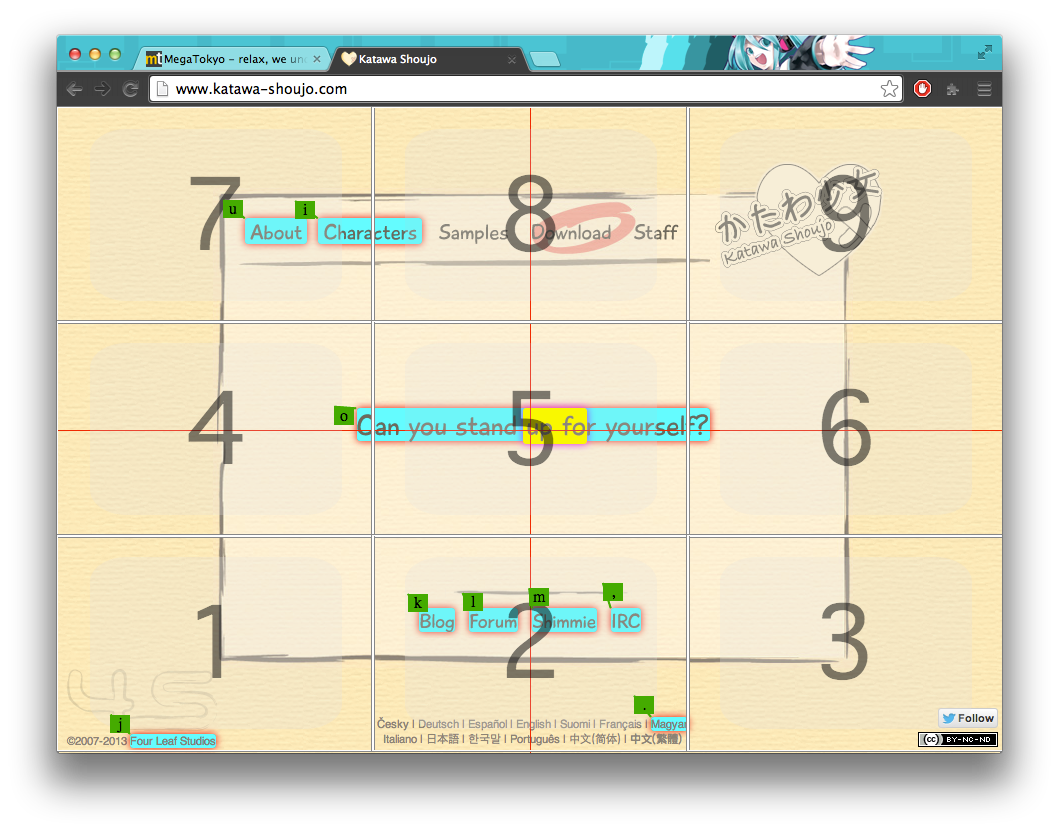 MegaTokyo – relax, we un
Katawa Shoujo
www.katawa-shoujo.com
7
8
9
u
i
About
Characters
Samples
Download
Staff
かたわ少女
Katawa Shoujo
4
5
6
o
Can you stand up for yourself?
1
2
3
k
l
m
,
Blog
Forum
Shimmie
IRC
4S
j
.
©2007-2013 Four Leaf Studios
Česky | Deutsch | Español | English | Suomi | Français | Magyar
Italiano | 日本語 | 한국말 | Português | 中文(简体) | 中文(繁體)
Follow
(cc) BY-NC-ND